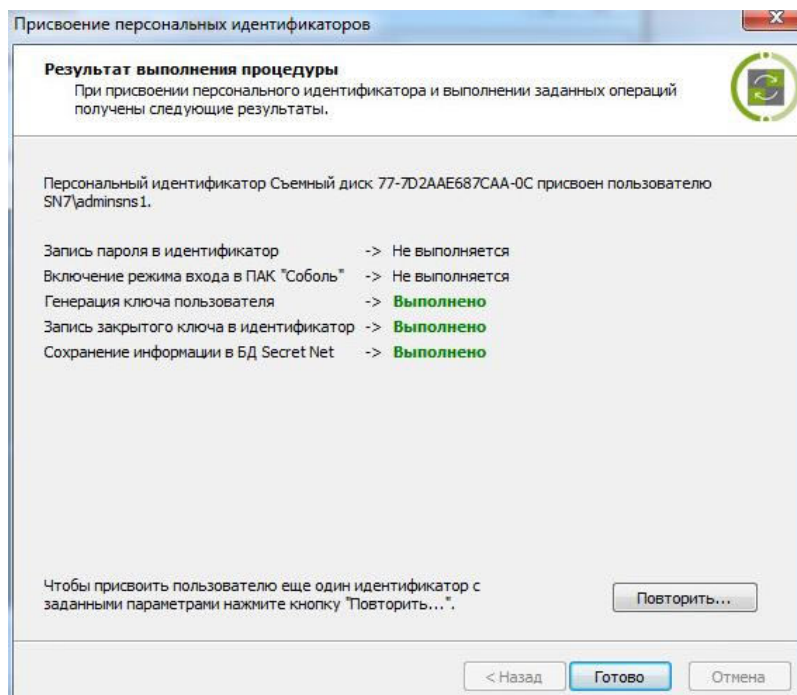 Присвоение персональных идентификаторов
Результат выполнения процедуры
При присвоении персонального идентификатора и выполнении заданных операций
получены следующие результаты.
Персональный идентификатор Съемный диск 77-7D2AAE687CAA-0C присвоен пользователю
SN7\adminsns1.
Запись пароля в идентификатор -> Не выполняется
Включение режима входа в ПАК "Соболь" -> Не выполняется
Генерация ключа пользователя -> Выполнено
Запись закрытого ключа в идентификатор -> Выполнено
Сохранение информации в БД Secret Net -> Выполнено
Чтобы присвоить пользователю еще один идентификатор с
заданными параметрами нажмите кнопку "Повторить...".
Повторить...
< Назад Готово Отмена